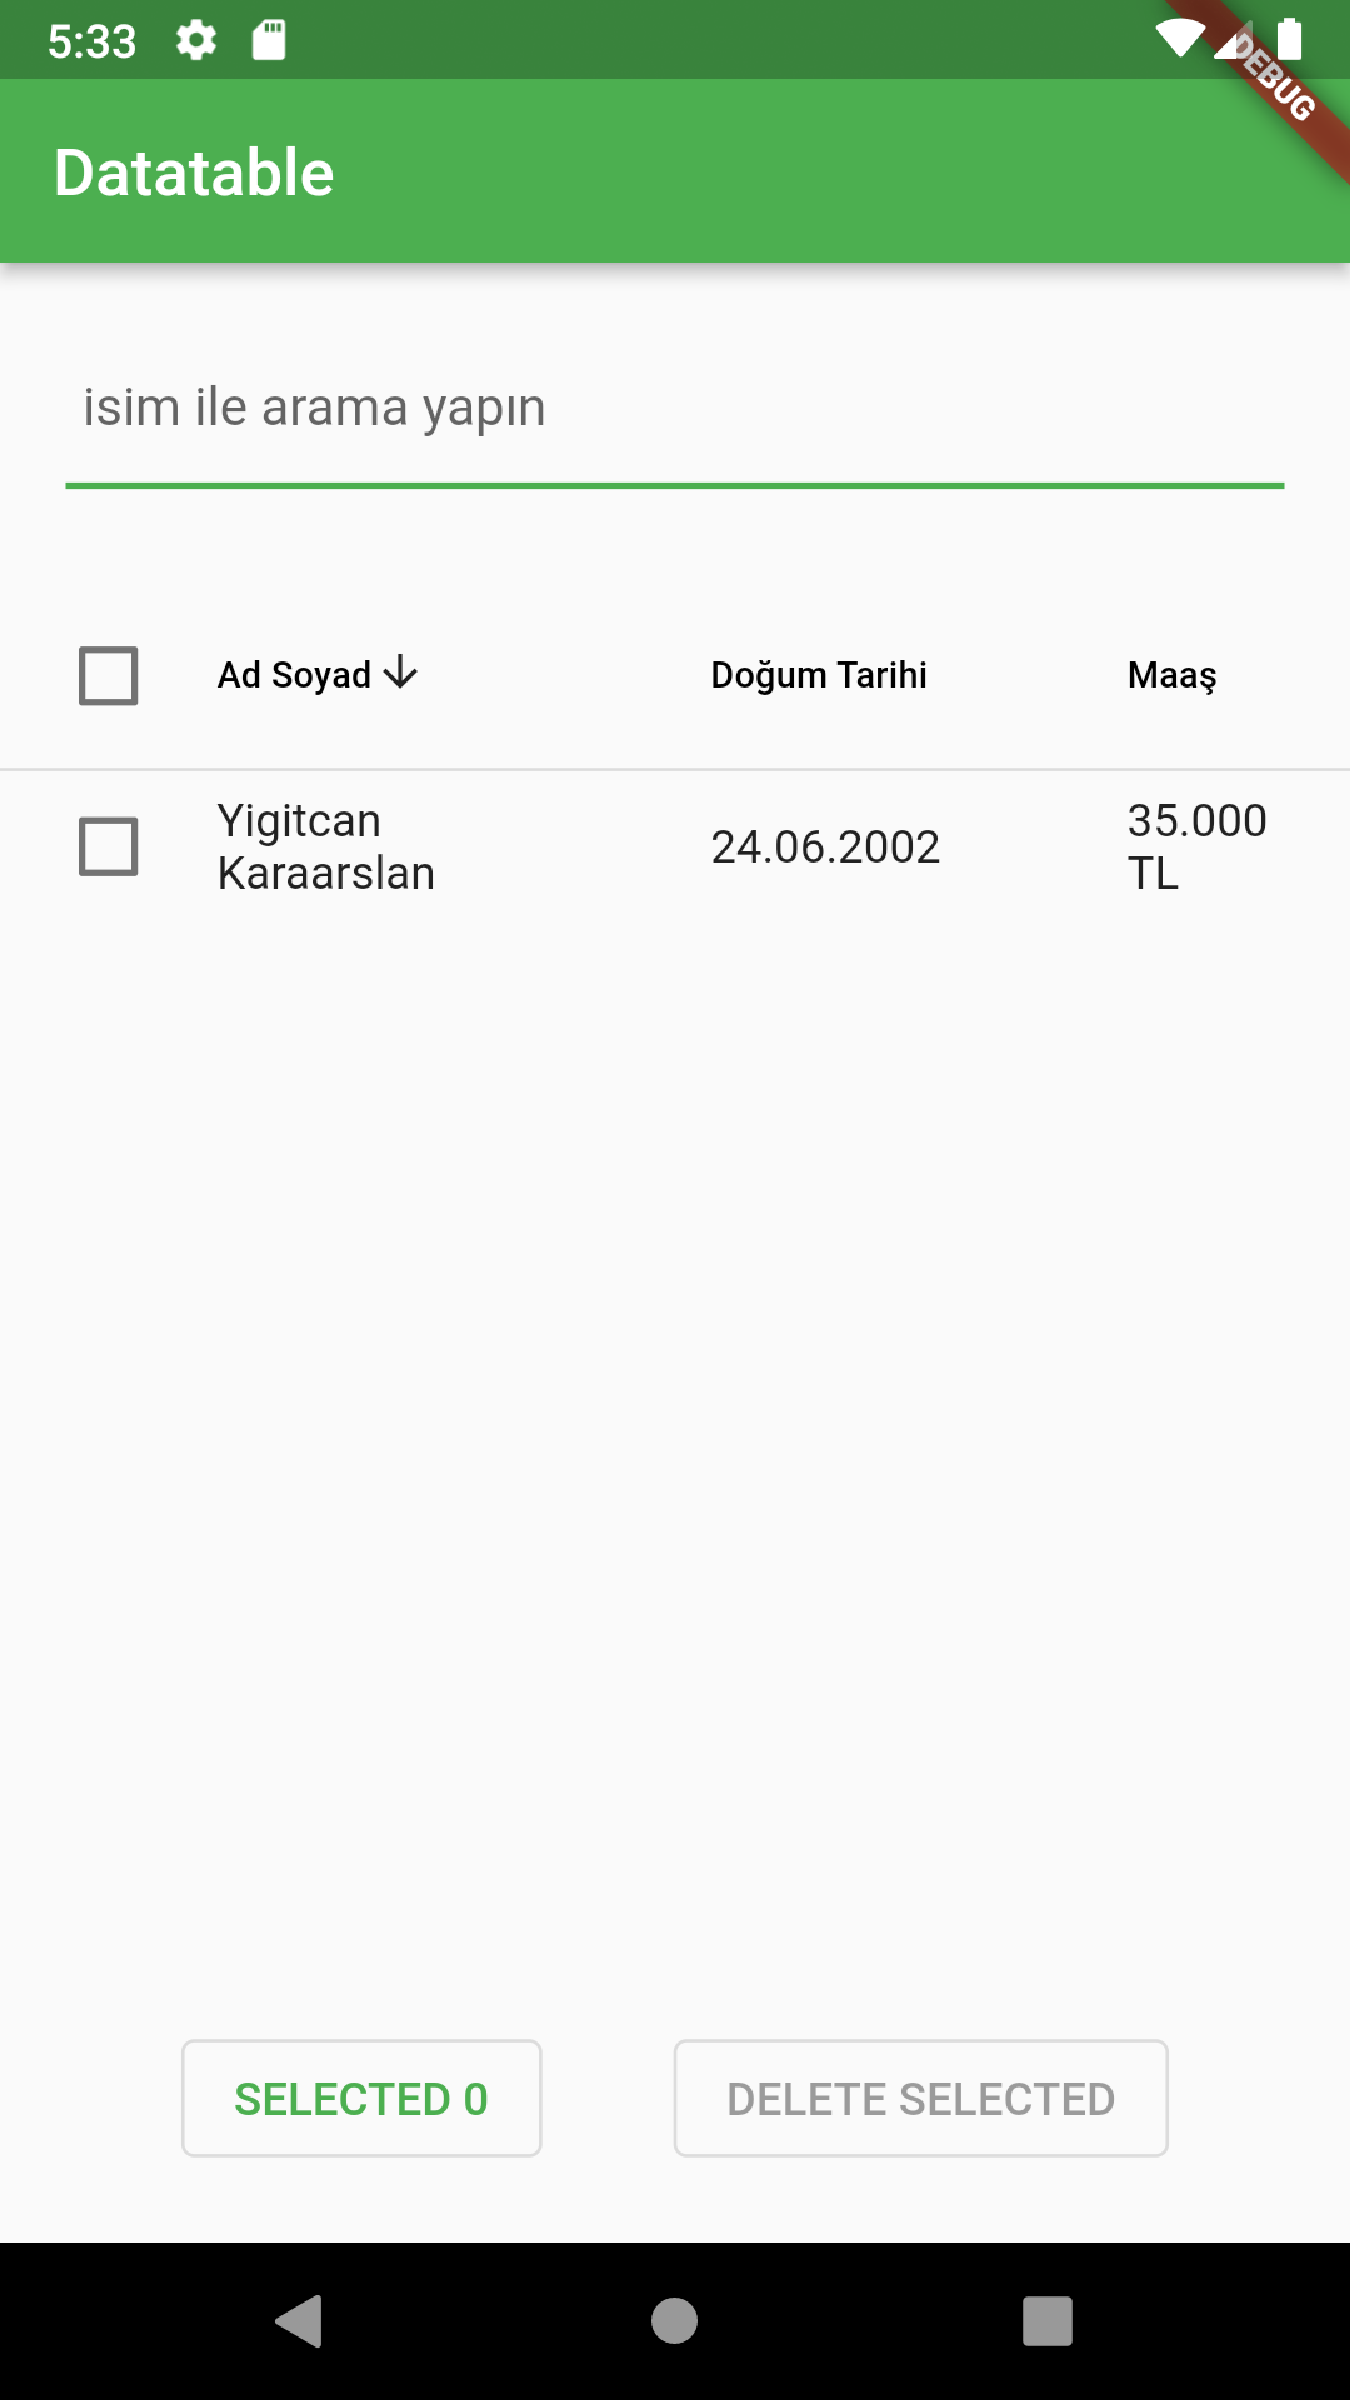 5:33
DEBUG
Datatable
isim ile arama yapın
Ad Soyad Doğum Tarihi Maaş
Yigitcan
Karaarslan
24.06.2002
35.000
TL
SELECTED 0
DELETE SELECTED